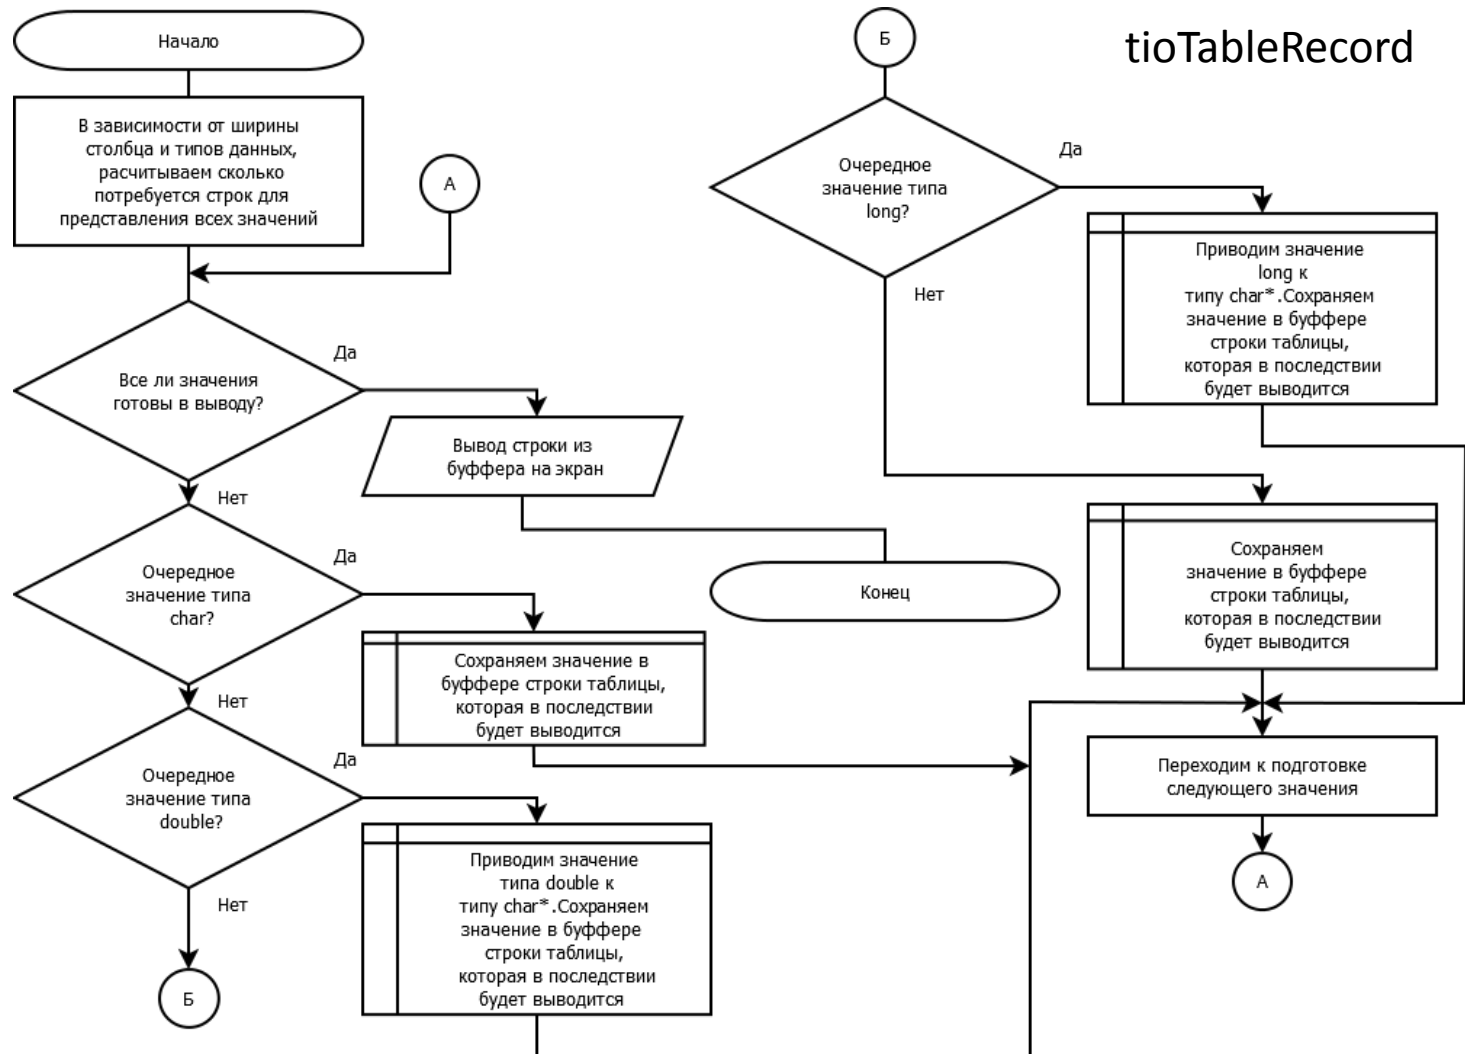 tioTableRecord
Начало
В зависимости от ширины
столбца и типов данных,
расчитываем сколько
потребуется строк для
представления всех значений
А
Все ли значения
готовы в выводу?
Да
Вывод строки из
буффера на экран
Конец
Нет
Очередное
значение типа
char?
Да
Сохраняем значение в
буффере строки таблицы,
которая в последствии
будет выводится
Нет
Очередное
значение типа
double?
Да
Приводим значение
типа double к
типу char*.Сохраняем
значение в буффере
строки таблицы,
которая в последствии
будет выводится
Нет
Б
Б
Очередное
значение типа
long?
Да
Приводим значение
long к
типу char*.Сохраняем
значение в буффере
строки таблицы,
которая в последствии
будет выводится
Нет
Сохраняем
значение в буффере
строки таблицы,
которая в последствии
будет выводится
Переходим к подготовке
следующего значения
А